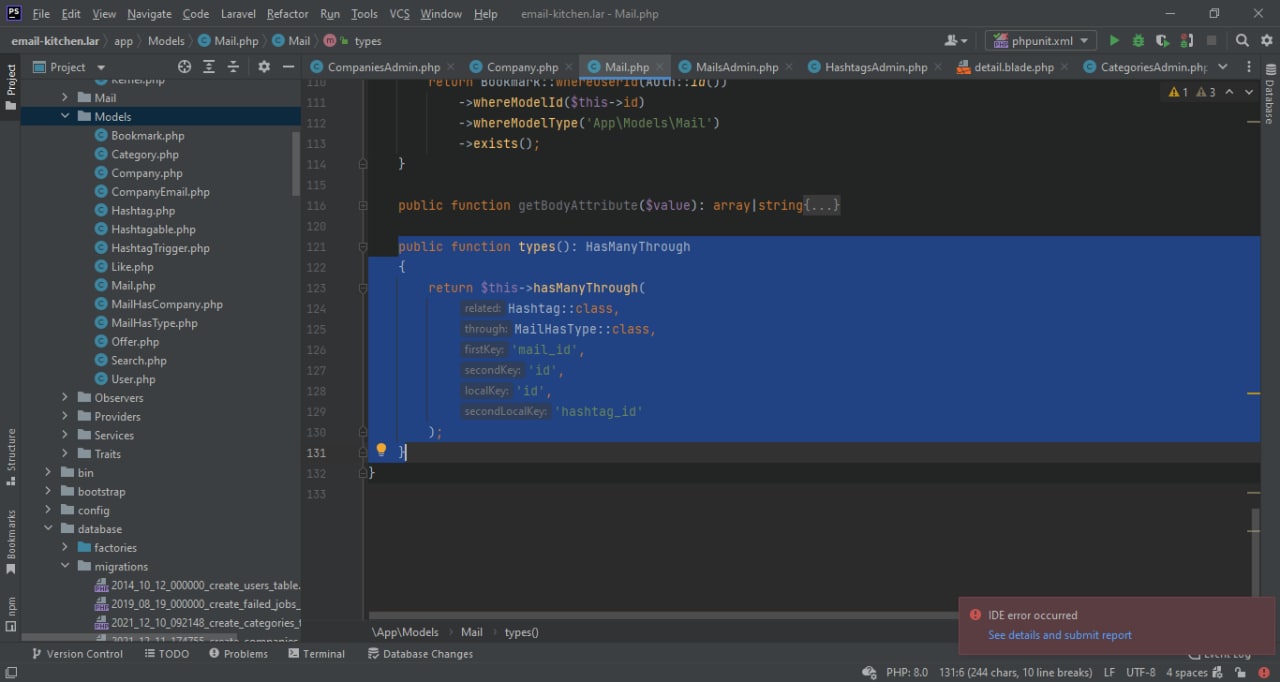 PS File Edit View Navigate Code Laravel Refactor Run Tools VCS Window Help email-kitchen.lar - Mail.php
email-kitchen.lar app Models Mail.php Mail m types phpunit.xml
Project CompaniesAdmin.php Company.php Mail.php MailsAdmin.php HashtagsAdmin.php detail.blade.php CategoriesAdmin.php
Project
Database
Structure
Bookmarks
npm
Kernel.php
Mail
Models
Bookmark.php
Category.php
Company.php
CompanyEmail.php
Hashtag.php
Hashtagable.php
HashtagTrigger.php
Like.php
Mail.php
MailHasCompany.php
MailHasType.php
Offer.php
Search.php
User.php
Observers
Providers
Services
Traits
bin
bootstrap
config
database
factories
migrations
2014_10_12_000000_create_users_table.
2019_08_19_000000_create_failed_jobs_
2021_12_10_092148_create_categories_t
2021_12_11_174755_create_companies
1 3
110 return Bookmark::whereUserId(Auth::id())
111 ->whereModelId($this->id)
112 ->whereModelType('App\Models\Mail')
113 ->exists();
114 }
115
116 public function getBodyAttribute($value): array|string{...}
120
121 public function types(): HasManyThrough
122 {
123 return $this->hasManyThrough(
124 related: Hashtag::class,
125 through: MailHasType::class,
126 firstKey: 'mail_id',
127 secondKey: 'id',
128 localKey: 'id',
129 secondLocalKey: 'hashtag_id'
130 );
131 }
132 }
133
IDE error occurred
See details and submit report
\App\Models Mail types()
Version Control TODO Problems Terminal Database Changes Event Log
PHP: 8.0 131:6 (244 chars, 10 line breaks) LF UTF-8 4 spaces